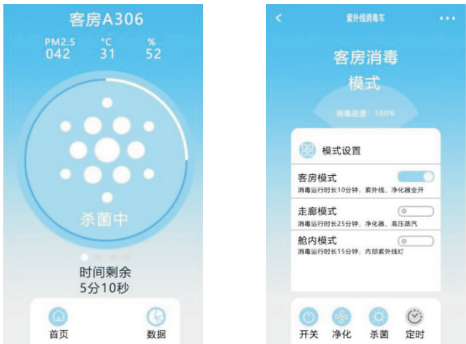 客房A306
PM2.5 °C %
042 31 52
杀菌中
时间剩余
5分10秒
首页 数据
紫外线消毒车
客房消毒
模式
消毒进度：100%
模式设置
客房模式
消毒运行时长10分钟，紫外线、净化器全开
走廊模式
消毒运行时长25分钟，净化器、高压蒸汽
舱内模式
消毒运行时长15分钟，内部紫外线灯
开关 净化 杀菌 定时